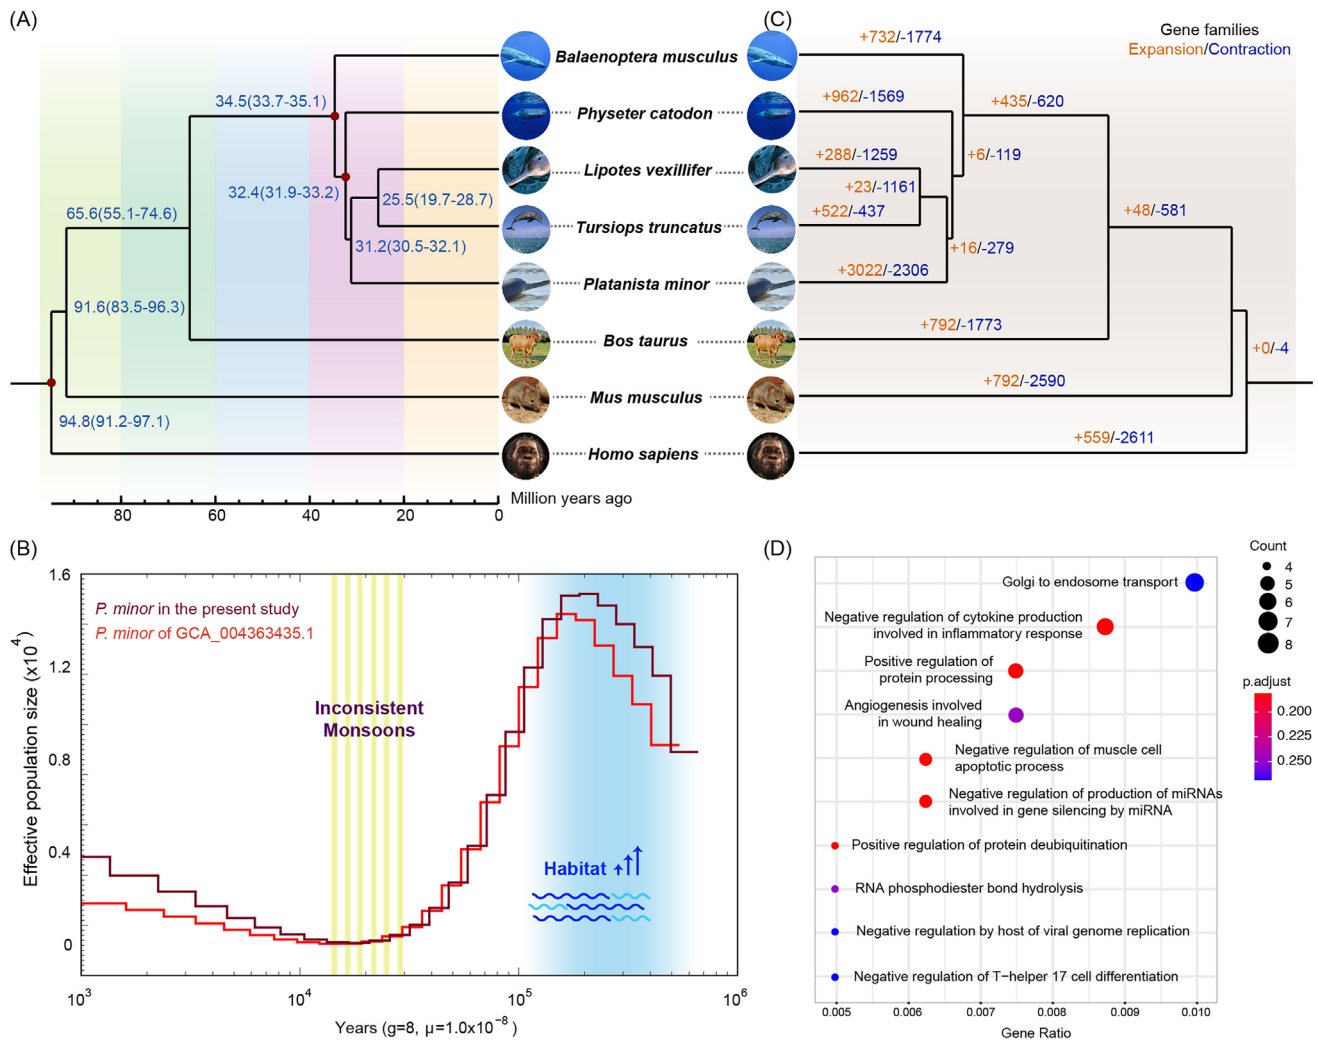 (A)
34.5(33.7-35.1)
32.4(31.9-33.2)
25.5(19.7-28.7)
65.6(55.1-74.6)
31.2(30.5-32.1)
91.6(83.5-96.3)
94.8(91.2-97.1)
80
60
40
20
0
Million years ago
Balaenoptera musculus
Physeter catodon
Lipotes vexillifer
Tursiops truncatus
Platanista minor
Bos taurus
Mus musculus
Homo sapiens
(C)
Gene families
Expansion/Contraction
+732/-1774
+962/-1569
+435/-620
+288/-1259
+6/-119
+23/-1161
+522/-437
+48/-581
+16/-279
+3022/-2306
+792/-1773
+0/-4
+792/-2590
+559/-2611
(B)
Effective population size (x10⁴)
1.6
1.2
0.8
0.4
0
P. minor in the present study
P. minor of GCA_004363435.1
Inconsistent
Monsoons
Habitat
10³
10⁴
10⁵
10⁶
Years (g=8, μ=1.0x10⁻⁸)
(D)
Golgi to endosome transport
Negative regulation of cytokine production
involved in inflammatory response
Positive regulation of
protein processing
Angiogenesis involved
in wound healing
Negative regulation of muscle cell
apoptotic process
Negative regulation of production of miRNAs
involved in gene silencing by miRNA
Positive regulation of protein deubiquitination
RNA phosphodiester bond hydrolysis
Negative regulation by host of viral genome replication
Negative regulation of T−helper 17 cell differentiation
0.005
0.006
0.007
0.008
0.009
0.010
Gene Ratio
Count
4
5
6
7
8
p.adjust
0.200
0.225
0.250